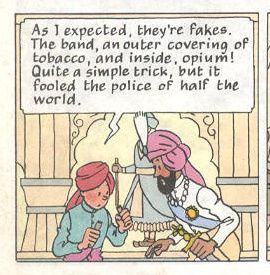 As I expected, they're fakes.
The band, an outer covering of
tobacco, and inside, opium!
Quite a simple trick, but it
fooled the police of half the
world.